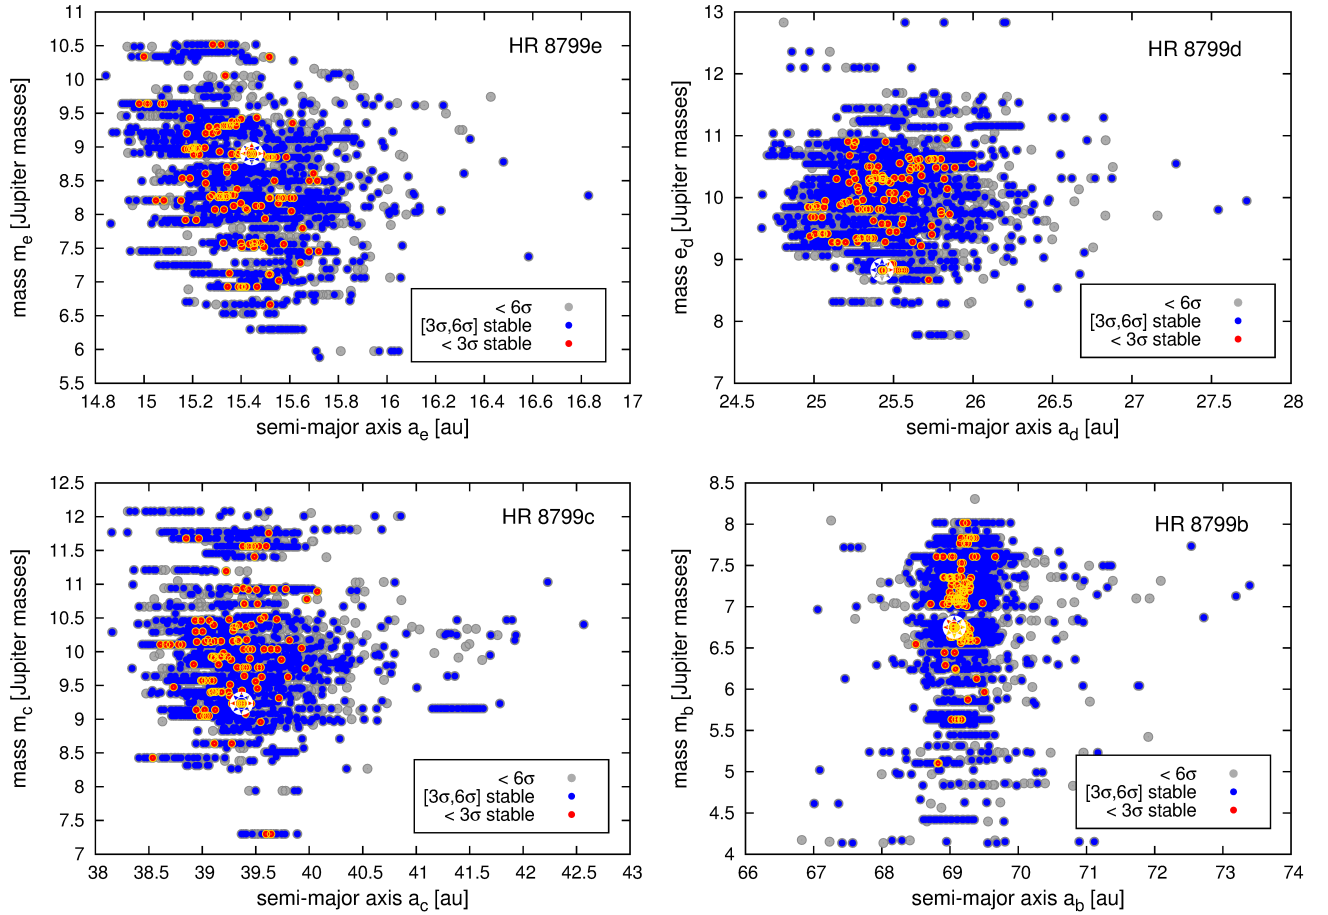 11
10.5
10
9.5
9
8.5
8
7.5
7
6.5
6
5.5
mass m_e [Jupiter masses]
HR 8799e
< 6σ
[3σ,6σ] stable
< 3σ stable
14.8 15 15.2 15.4 15.6 15.8 16 16.2 16.4 16.6 16.8 17
semi-major axis a_e [au]
13
12
11
10
9
8
7
mass e_d [Jupiter masses]
HR 8799d
< 6σ
[3σ,6σ] stable
< 3σ stable
24.5 25 25.5 26 26.5 27 27.5 28
semi-major axis a_d [au]
12.5
12
11.5
11
10.5
10
9.5
9
8.5
8
7.5
7
mass m_c [Jupiter masses]
HR 8799c
< 6σ
[3σ,6σ] stable
< 3σ stable
38 38.5 39 39.5 40 40.5 41 41.5 42 42.5 43
semi-major axis a_c [au]
8.5
8
7.5
7
6.5
6
5.5
5
4.5
4
mass m_b [Jupiter masses]
HR 8799b
< 6σ
[3σ,6σ] stable
< 3σ stable
66 67 68 69 70 71 72 73 74
semi-major axis a_b [au]